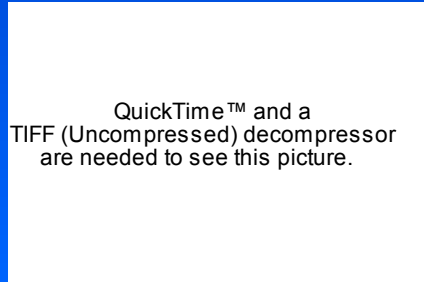 QuickTime™ and a
TIFF (Uncompressed) decompressor
are needed to see this picture.